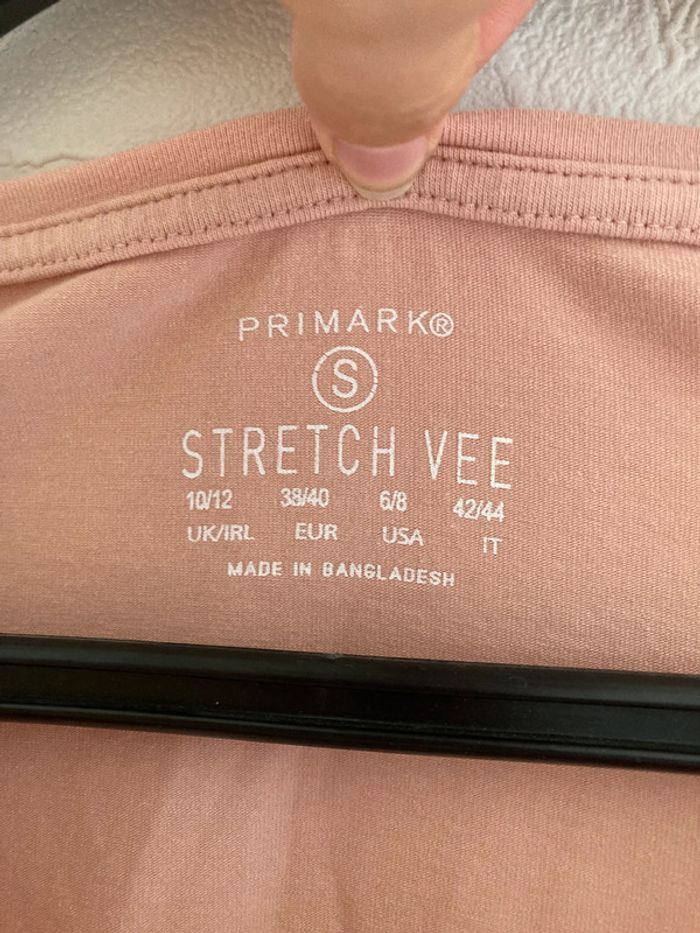 PRIMARK®
S
STRETCH VEE
10/12 38/40 6/8 42/44
UK/IRL EUR USA IT
MADE IN BANGLADESH